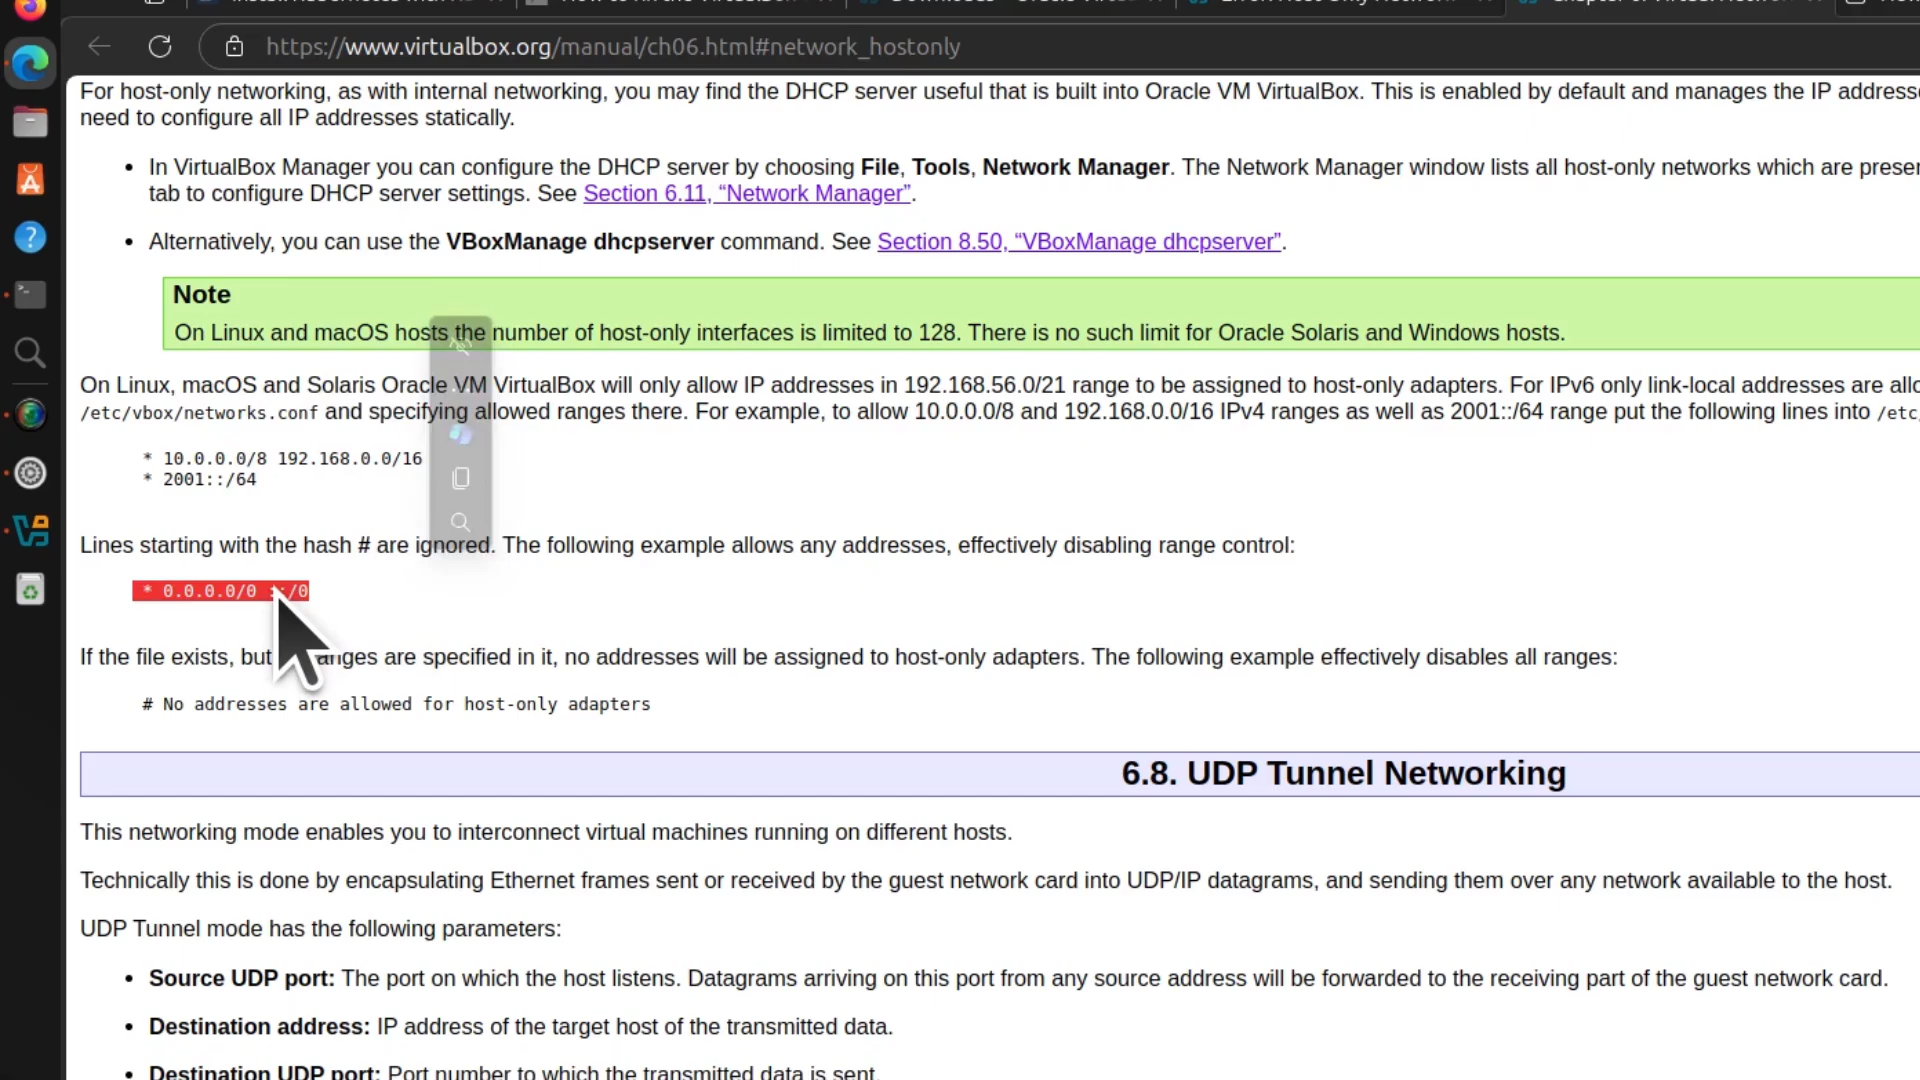 https://www.virtualbox.org/manual/ch06.html#network_hostonly
For host-only networking, as with internal networking, you may find the DHCP server useful that is built into Oracle VM VirtualBox. This is enabled by default and manages the IP
need to configure all IP addresses statically.
• In VirtualBox Manager you can configure the DHCP server by choosing File, Tools, Network Manager. The Network Manager window lists all host-only networks which are
tab to configure DHCP server settings. See Section 6.11, “Network Manager”.
• Alternatively, you can use the VBoxManage dhcpserver command. See Section 8.50, “VBoxManage dhcpserver”.
Note
On Linux and macOS hosts the number of host-only interfaces is limited to 128. There is no such limit for Oracle Solaris and Windows hosts.
On Linux, macOS and Solaris Oracle VM VirtualBox will only allow IP addresses in 192.168.56.0/21 range to be assigned to host-only adapters. For IPv6 only link-local addresses are
/etc/vbox/networks.conf and specifying allowed ranges there. For example, to allow 10.0.0.0/8 and 192.168.0.0/16 IPv4 ranges as well as 2001::/64 range put the following lines into /etc
* 10.0.0.0/8 192.168.0.0/16
* 2001::/64
Lines starting with the hash # are ignored. The following example allows any addresses, effectively disabling range control:
* 0.0.0.0/0 ::/0
If the file exists, but ranges are specified in it, no addresses will be assigned to host-only adapters. The following example effectively disables all ranges:
# No addresses are allowed for host-only adapters
6.8. UDP Tunnel Networking
This networking mode enables you to interconnect virtual machines running on different hosts.
Technically this is done by encapsulating Ethernet frames sent or received by the guest network card into UDP/IP datagrams, and sending them over any network available to the host.
UDP Tunnel mode has the following parameters:
• Source UDP port: The port on which the host listens. Datagrams arriving on this port from any source address will be forwarded to the receiving part of the guest network card.
• Destination address: IP address of the target host of the transmitted data.
• Destination UDP port: Port number to which the transmitted data is sent.